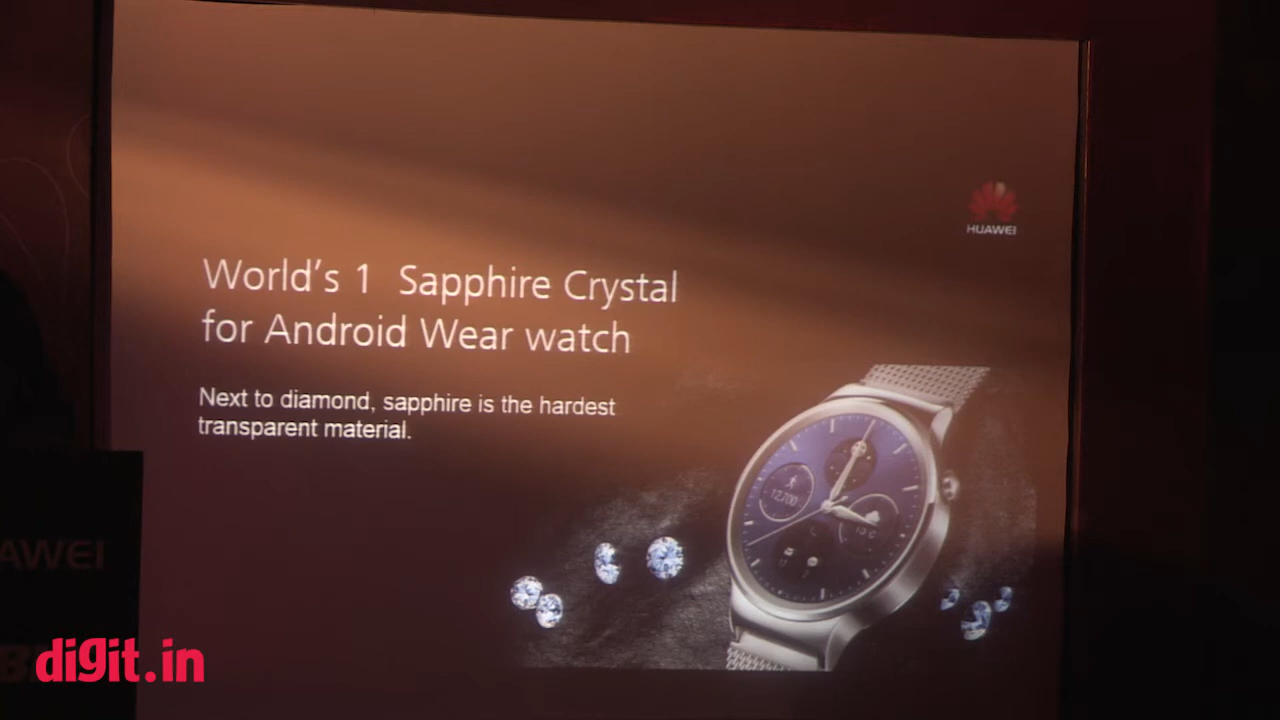 HUAWEI
World's 1 Sapphire Crystal
for Android Wear watch
Next to diamond, sapphire is the hardest
transparent material.
12,700
AWEI
digit.in